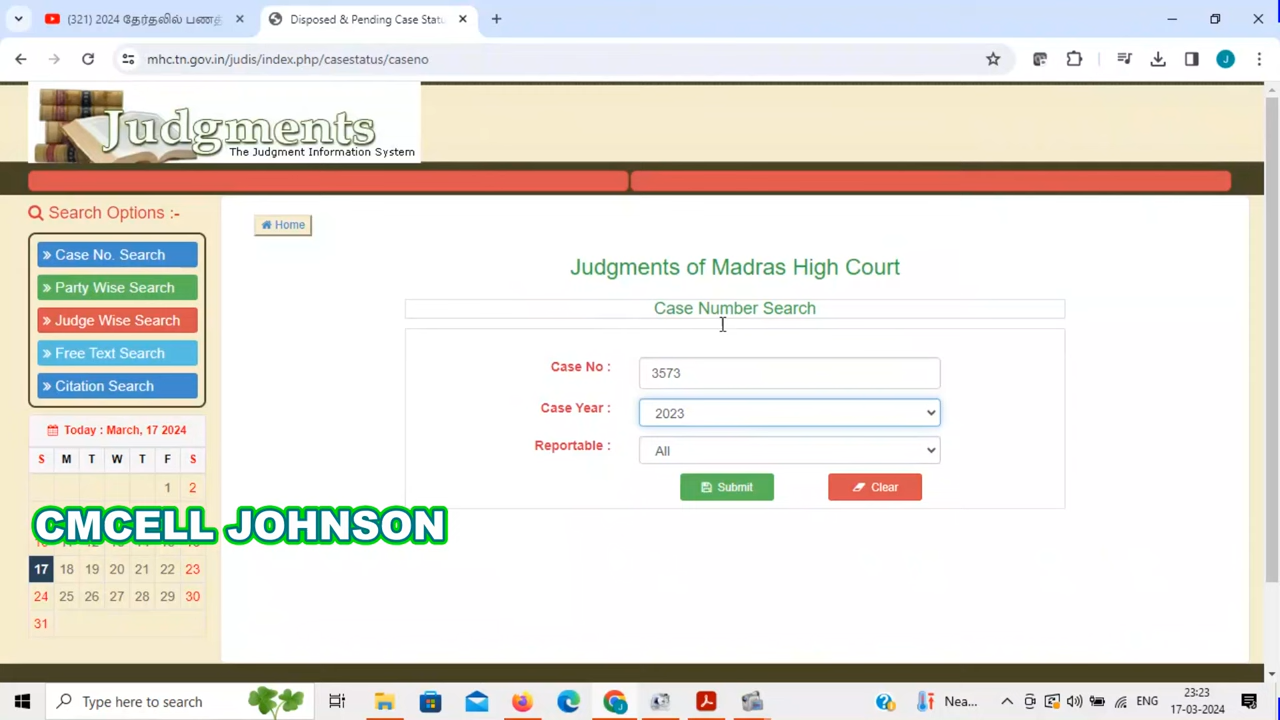 (321) 2024 தேர்தலில் பணத்
Disposed & Pending Case Statu
mhc.tn.gov.in/judis/index.php/casestatus/caseno
J
Judgments
The Judgment Information System
Search Options :-
» Case No. Search
» Party Wise Search
» Judge Wise Search
» Free Text Search
» Citation Search
Home
Judgments of Madras High Court
Case Number Search
Case No : 3573
Case Year : 2023
Reportable : All
Submit Clear
Today : March, 17 2024
S M T W T F S
1 2
CMCELL JOHNSON
17 18 19 20 21 22 23
24 25 26 27 28 29 30
31
Type here to search
Nea...
ENG
23:23
17-03-2024